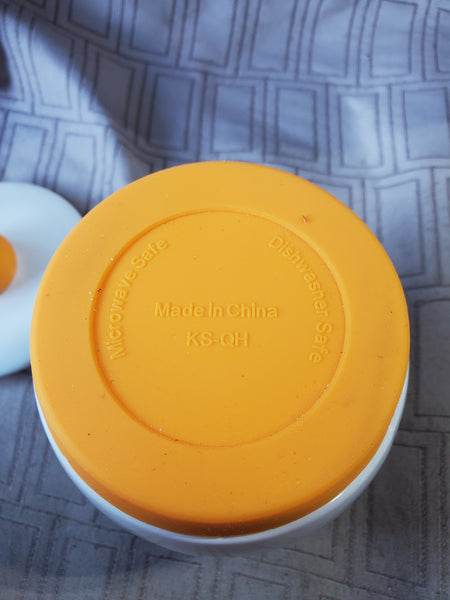 Microwave Safe
Dishwasher Safe
Made In China
KS-QH